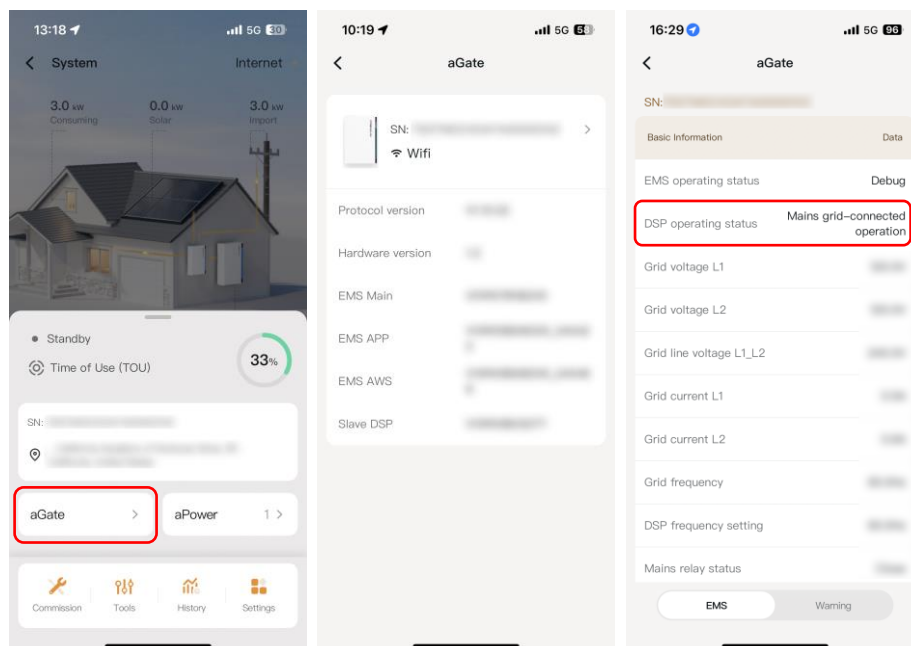 13:18
5G 30
System
Internet
3.0 kW
0.0 kW
3.0 kW
Consuming
Solar
Import
Standby
Time of Use (TOU)
33%
SN:
aGate
aPower
1
Commission
Tools
History
Settings
10:19
5G
aGate
SN:
Wifi
Protocol version
Hardware version
EMS Main
EMS APP
EMS AWS
Slave DSP
16:29
5G 96
aGate
SN:
Basic Information
Data
EMS operating status
Debug
DSP operating status
Mains grid-connected
operation
Grid voltage L1
Grid voltage L2
Grid line voltage L1_L2
Grid current L1
Grid current L2
Grid frequency
DSP frequency setting
Mains relay status
EMS
Warning